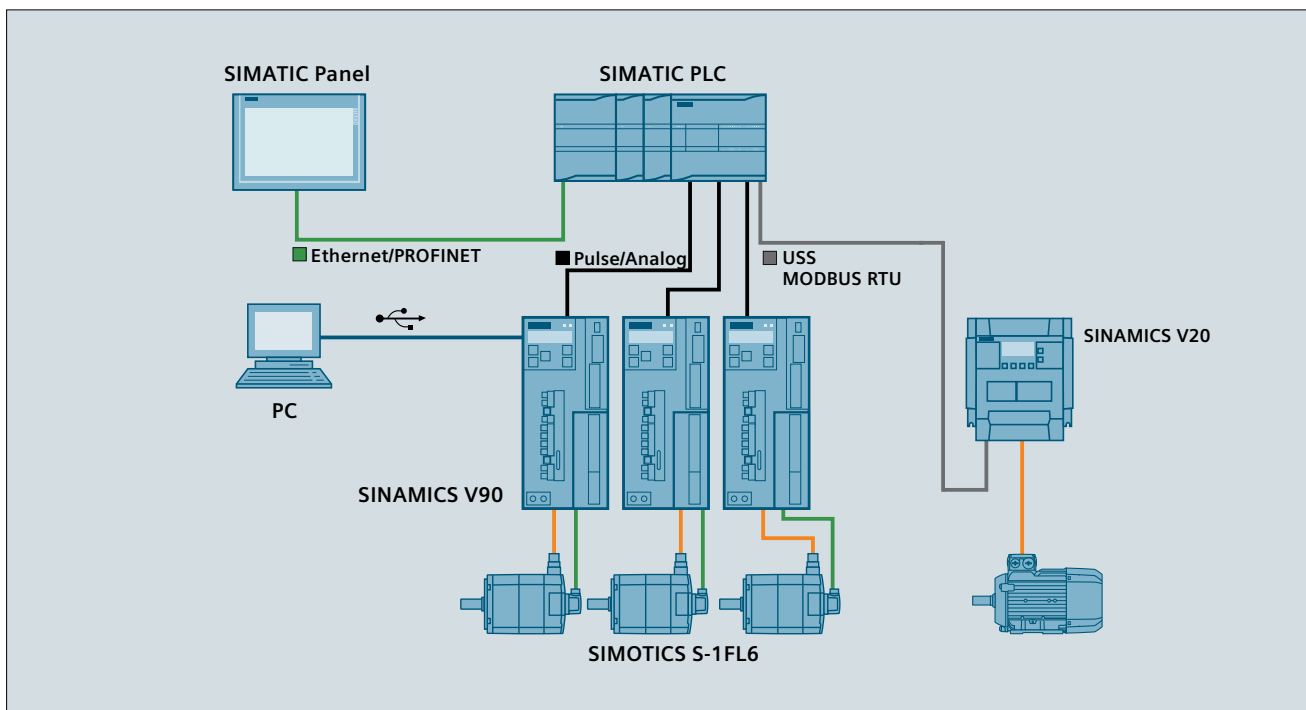 SIMATIC Panel
SIMATIC PLC
Ethernet/PROFINET
Pulse/Analog
USS
MODBUS RTU
SINAMICS V20
PC
SINAMICS V90
SIMOTICS S-1FL6